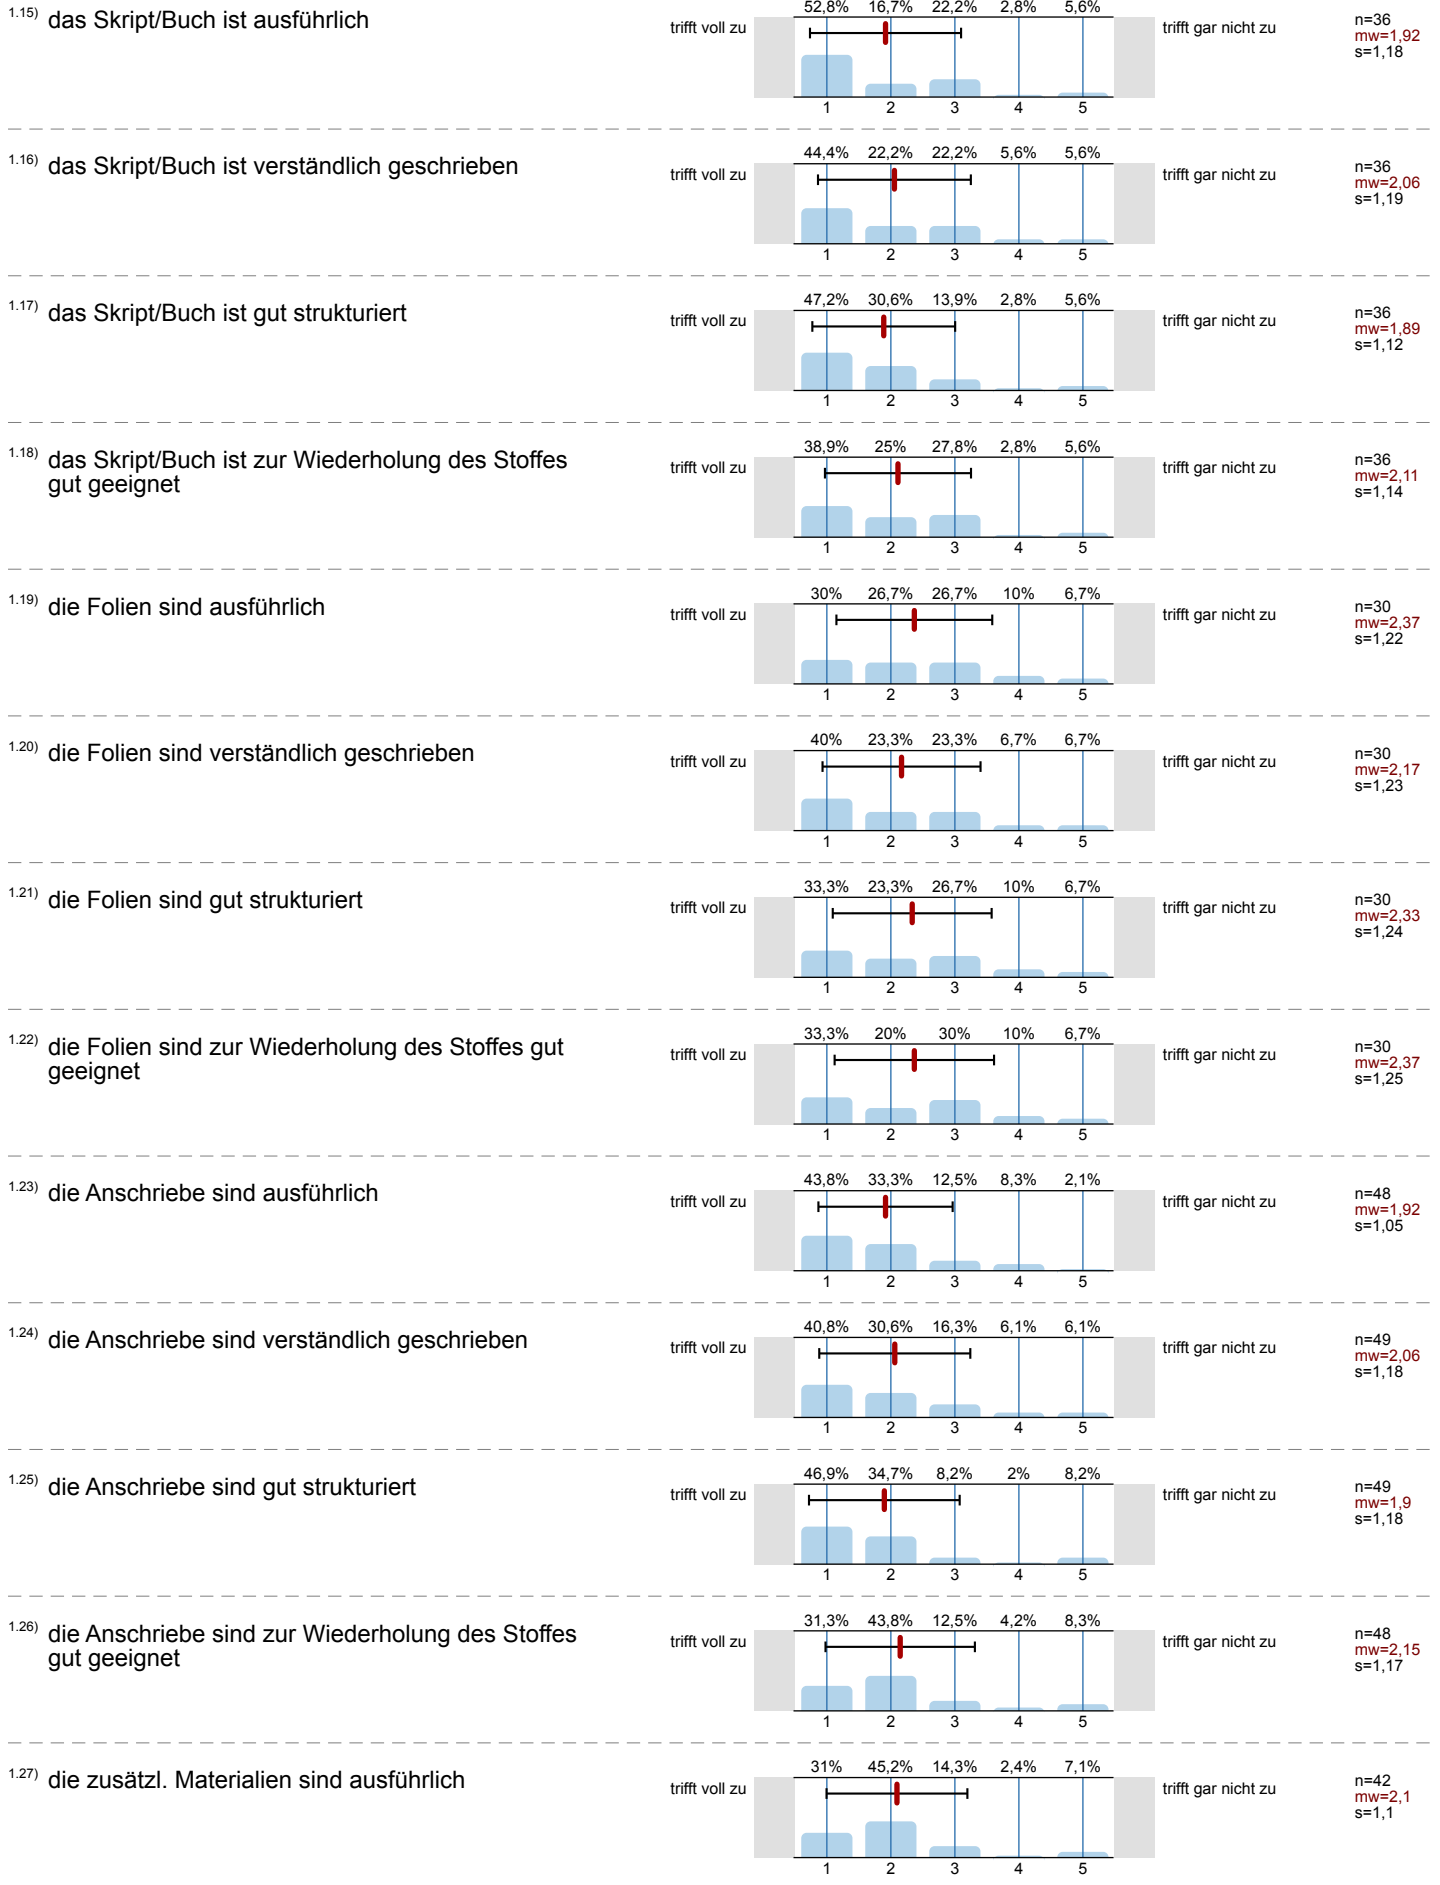 1.15) das Skript/Buch ist ausführlich
52,8% 16,7% 22,2% 2,8% 5,6%
trifft voll zu trifft gar nicht zu
n=36
mw=1,92
s=1,18
1 2 3 4 5
1.16) das Skript/Buch ist verständlich geschrieben
44,4% 22,2% 22,2% 5,6% 5,6%
trifft voll zu trifft gar nicht zu
n=36
mw=2,06
s=1,19
1 2 3 4 5
1.17) das Skript/Buch ist gut strukturiert
47,2% 30,6% 13,9% 2,8% 5,6%
trifft voll zu trifft gar nicht zu
n=36
mw=1,89
s=1,12
1 2 3 4 5
1.18) das Skript/Buch ist zur Wiederholung des Stoffes
gut geeignet
38,9% 25% 27,8% 2,8% 5,6%
trifft voll zu trifft gar nicht zu
n=36
mw=2,11
s=1,14
1 2 3 4 5
1.19) die Folien sind ausführlich
30% 26,7% 26,7% 10% 6,7%
trifft voll zu trifft gar nicht zu
n=30
mw=2,37
s=1,22
1 2 3 4 5
1.20) die Folien sind verständlich geschrieben
40% 23,3% 23,3% 6,7% 6,7%
trifft voll zu trifft gar nicht zu
n=30
mw=2,17
s=1,23
1 2 3 4 5
1.21) die Folien sind gut strukturiert
33,3% 23,3% 26,7% 10% 6,7%
trifft voll zu trifft gar nicht zu
n=30
mw=2,33
s=1,24
1 2 3 4 5
1.22) die Folien sind zur Wiederholung des Stoffes gut
geeignet
33,3% 20% 30% 10% 6,7%
trifft voll zu trifft gar nicht zu
n=30
mw=2,37
s=1,25
1 2 3 4 5
1.23) die Anschriebe sind ausführlich
43,8% 33,3% 12,5% 8,3% 2,1%
trifft voll zu trifft gar nicht zu
n=48
mw=1,92
s=1,05
1 2 3 4 5
1.24) die Anschriebe sind verständlich geschrieben
40,8% 30,6% 16,3% 6,1% 6,1%
trifft voll zu trifft gar nicht zu
n=49
mw=2,06
s=1,18
1 2 3 4 5
1.25) die Anschriebe sind gut strukturiert
46,9% 34,7% 8,2% 2% 8,2%
trifft voll zu trifft gar nicht zu
n=49
mw=1,9
s=1,18
1 2 3 4 5
1.26) die Anschriebe sind zur Wiederholung des Stoffes
gut geeignet
31,3% 43,8% 12,5% 4,2% 8,3%
trifft voll zu trifft gar nicht zu
n=48
mw=2,15
s=1,17
1 2 3 4 5
1.27) die zusätzl. Materialien sind ausführlich
31% 45,2% 14,3% 2,4% 7,1%
trifft voll zu trifft gar nicht zu
n=42
mw=2,1
s=1,1
1 2 3 4 5